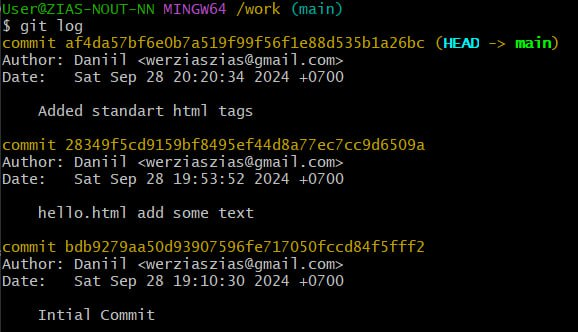 User@ZIAS-NOUT-NN MINGW64 /work (main)
$ git log
commit af4da57bf6e0b7a519f99f56f1e88d535b1a26bc (HEAD -> main)
Author: Daniil <werziaszias@gmail.com>
Date:   Sat Sep 28 20:20:34 2024 +0700
Added standart html tags
commit 28349f5cd9159bf8495ef44d8a77ec7cc9d6509a
Author: Daniil <werziaszias@gmail.com>
Date:   Sat Sep 28 19:53:52 2024 +0700
hello.html add some text
commit bdb9279aa50d93907596fe717050fccd84f5fff2
Author: Daniil <werziaszias@gmail.com>
Date:   Sat Sep 28 19:10:30 2024 +0700
Intial Commit